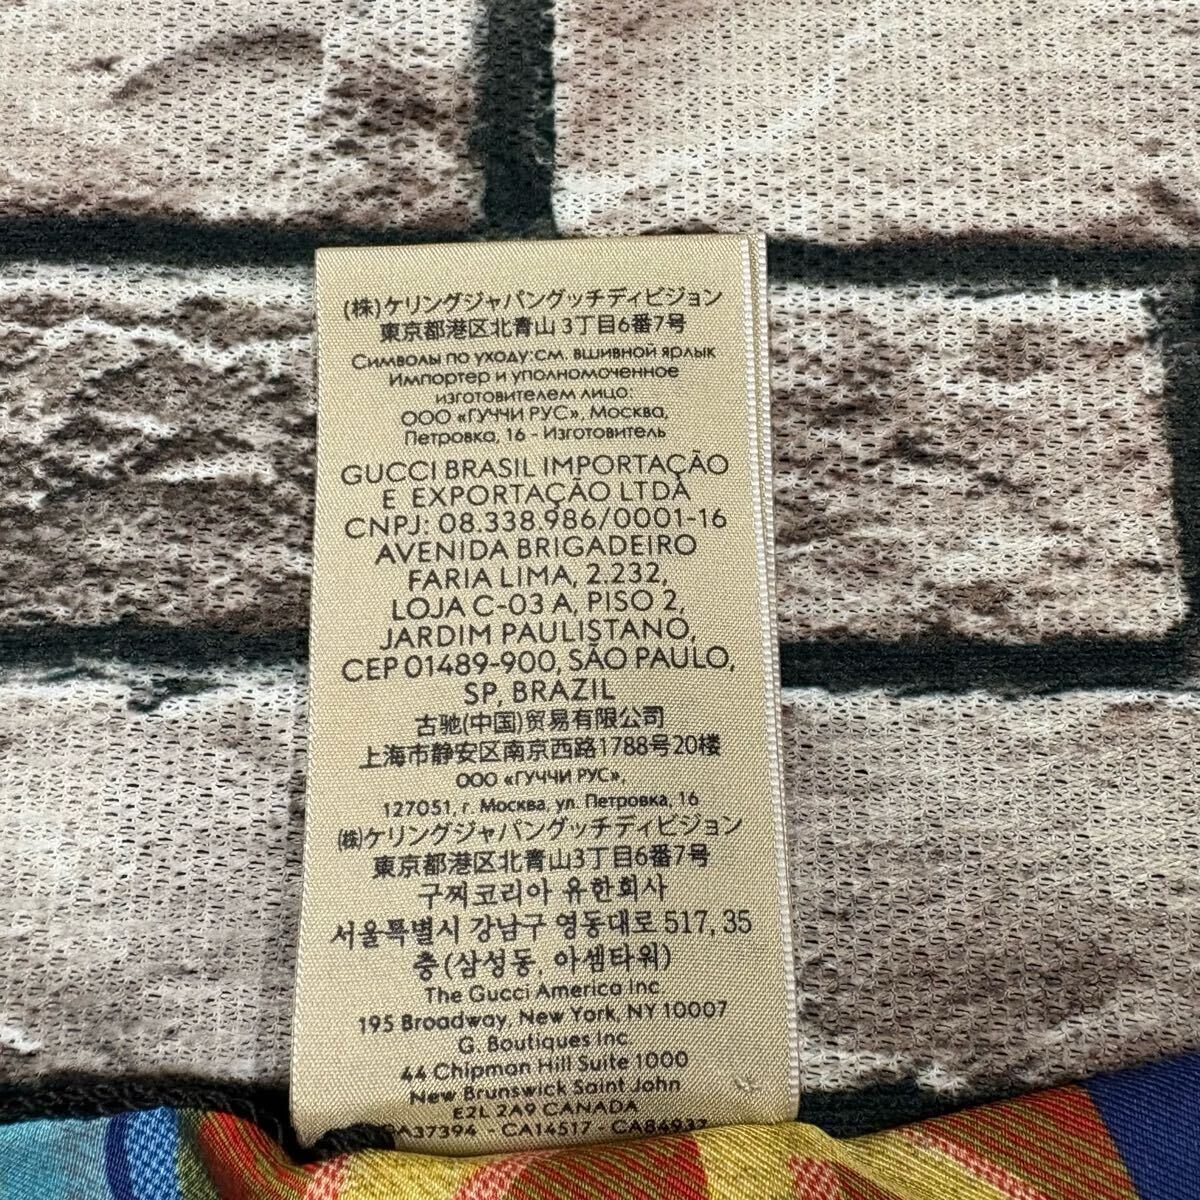 (株)ケリングジャパングッチディビジョン
東京都港区北青山 3丁目6番7号
Символы по уходу:см. вшивной ярлык
Импортер и уполномоченное
изготовителем лицо:
ООО «ГУЧЧИ РУС», Москва,
Петровка, 16 - Изготовитель
GUCCI BRASIL IMPORTAÇÃO
E EXPORTAÇÃO LTDA
CNPJ: 08.338.986/0001-16
AVENIDA BRIGADEIRO
FARIA LIMA, 2.232,
LOJA C-03 A, PISO 2,
JARDIM PAULISTANO,
CEP 01489-900, SÃO PAULO,
SP, BRAZIL
古驰(中国)贸易有限公司
上海市静安区南京西路1788号20楼
ООО «ГУЧЧИ РУС»,
127051, г. Москва, ул. Петровка, 16
(株)ケリングジャパングッチディビジョン
東京都港区北青山3丁目6番7号
구찌코리아 유한회사
서울특별시 강남구 영동대로 517, 35
층 (삼성동, 아셈타워)
The Gucci America Inc.
195 Broadway, New York, NY 10007
G. Boutiques Inc.
44 Chipman Hill Suite 1000
New Brunswick Saint John
E2L 2A9 CANADA
CA14517 - CA84937